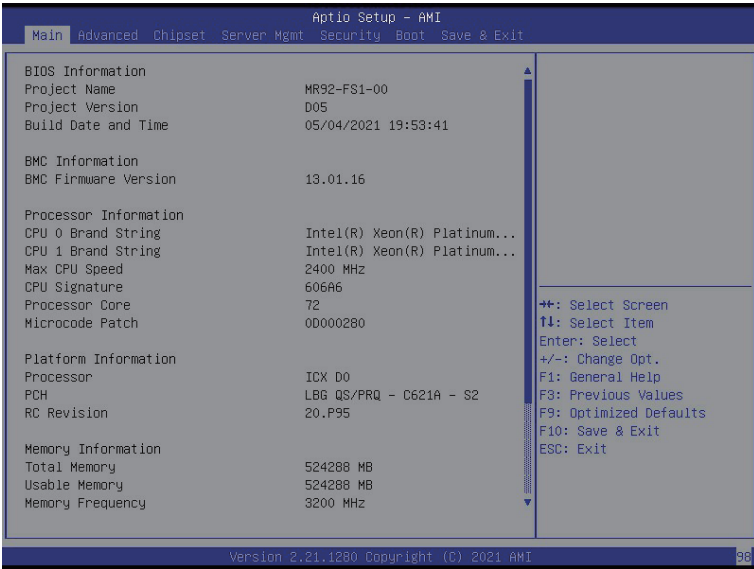 Aptio Setup – AMI
Main Advanced Chipset Server Mgmt Security Boot Save & Exit
BIOS Information
Project Name MR92-FS1-00
Project Version D05
Build Date and Time 05/04/2021 19:53:41
BMC Information
BMC Firmware Version 13.01.16
Processor Information
CPU 0 Brand String Intel(R) Xeon(R) Platinum...
CPU 1 Brand String Intel(R) Xeon(R) Platinum...
Max CPU Speed 2400 MHz
CPU Signature 606A6
Processor Core 72
Microcode Patch 0D000280
Platform Information
Processor ICX D0
PCH LBG QS/PRQ - C621A - S2
RC Revision 20.P95
Memory Information
Total Memory 524288 MB
Usable Memory 524288 MB
Memory Frequency 3200 MHz
→←: Select Screen
↑↓: Select Item
Enter: Select
+/-: Change Opt.
F1: General Help
F3: Previous Values
F9: Optimized Defaults
F10: Save & Exit
ESC: Exit
Version 2.21.1280 Copyright (C) 2021 AMI
98